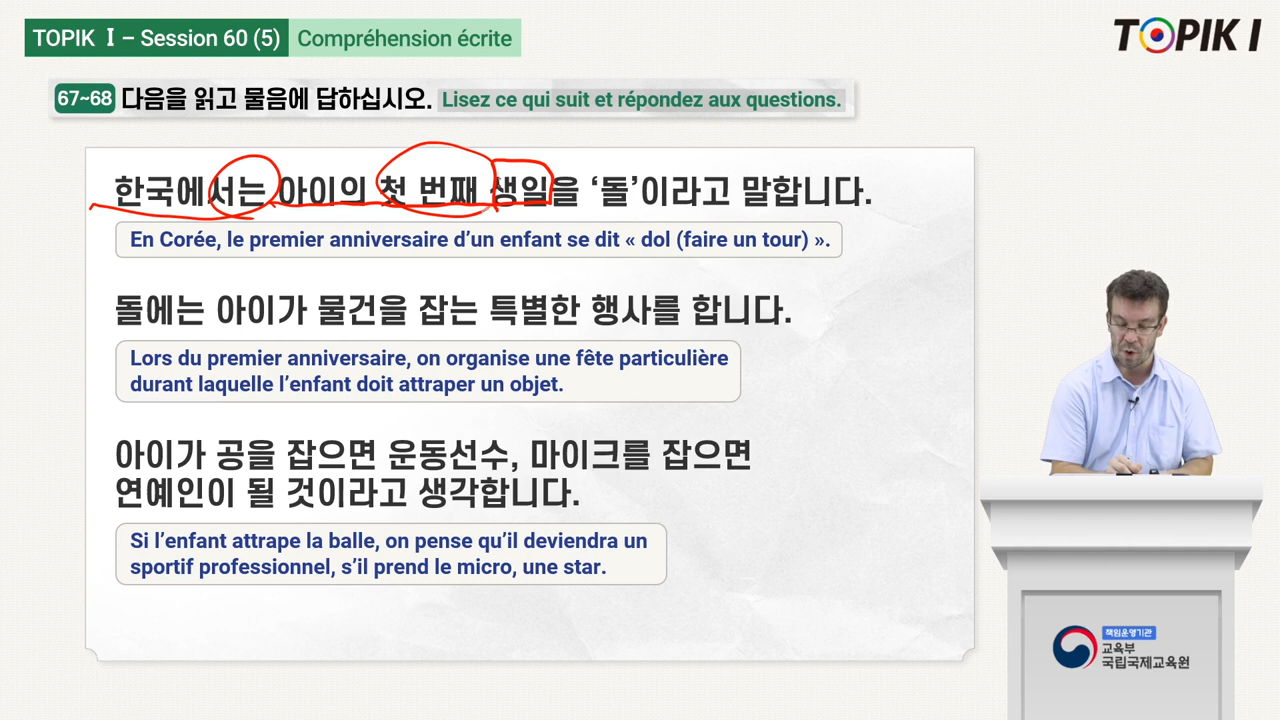 TOPIK Ⅰ – Session 60 (5) Compréhension écrite
TOPIK I
67~68 다음을 읽고 물음에 답하십시오. Lisez ce qui suit et répondez aux questions.
한국에서는 아이의 첫 번째 생일을 ‘돌’이라고 말합니다.
En Corée, le premier anniversaire d’un enfant se dit « dol (faire un tour) ».
돌에는 아이가 물건을 잡는 특별한 행사를 합니다.
Lors du premier anniversaire, on organise une fête particulière
durant laquelle l’enfant doit attraper un objet.
아이가 공을 잡으면 운동선수, 마이크를 잡으면
연예인이 될 것이라고 생각합니다.
Si l’enfant attrape la balle, on pense qu’il deviendra un
sportif professionnel, s’il prend le micro, une star.
책임운영기관
교육부
국립국제교육원